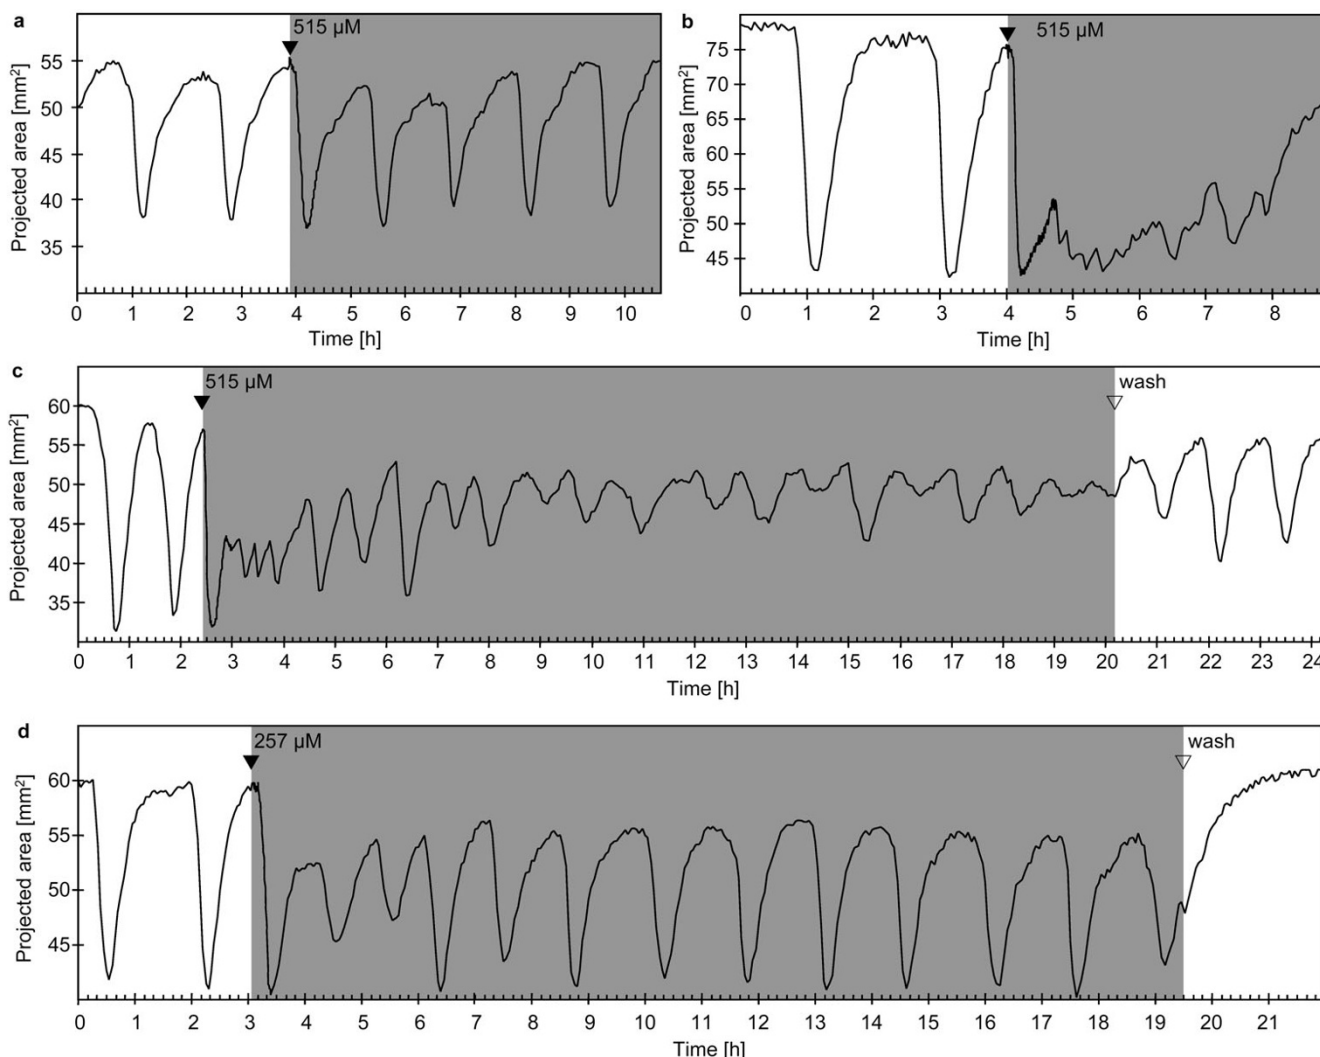 a
515 µM
Projected area [mm²]
55
50
45
40
35
0 1 2 3 4 5 6 7 8 9 10
Time [h]
b
515 µM
Projected area [mm²]
75
70
65
60
55
50
45
0 1 2 3 4 5 6 7 8
Time [h]
c
515 µM
wash
Projected area [mm²]
60
55
50
45
40
35
0 1 2 3 4 5 6 7 8 9 10 11 12 13 14 15 16 17 18 19 20 21 22 23 24
Time [h]
d
257 µM
wash
Projected area [mm²]
60
55
50
45
0 1 2 3 4 5 6 7 8 9 10 11 12 13 14 15 16 17 18 19 20 21
Time [h]